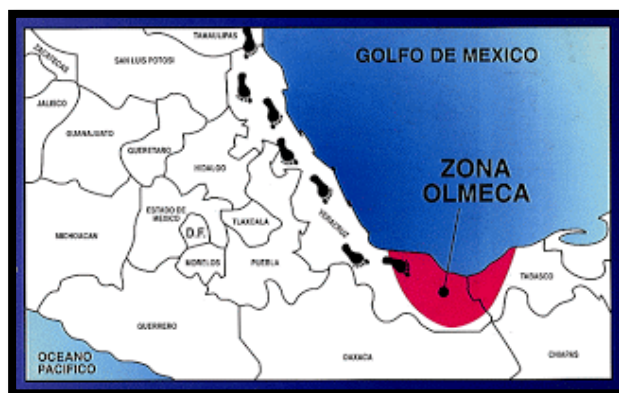 TAMAULIPAS
ZACATECAS
SAN LUIS POTOSI
GOLFO DE MEXICO
JALISCO
GUANAJUATO
QUERETARO
HIDALGO
ZONA
OLMECA
ESTADO DE
MÉXICO
D.F.
TLAXCALA
VERACRUZ
MICHOACAN
MORELOS
PUEBLA
TABASCO
GUERRERO
OCEANO
PACIFICO
OAXACA
CHIAPAS